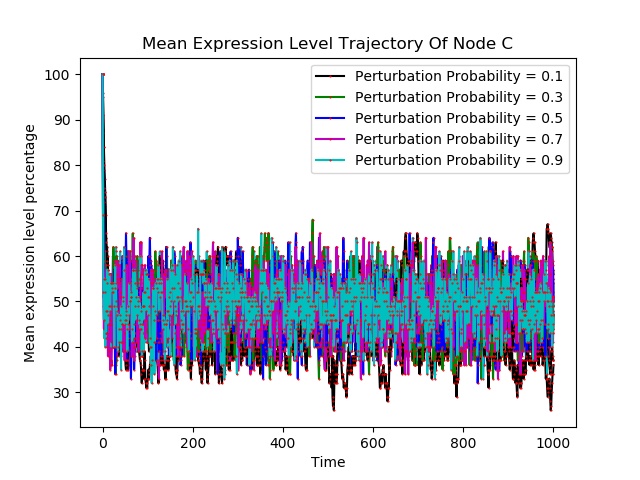 Mean Expression Level Trajectory Of Node C
Perturbation Probability = 0.1
Perturbation Probability = 0.3
Perturbation Probability = 0.5
Perturbation Probability = 0.7
Perturbation Probability = 0.9
Mean expression level percentage
100
90
80
70
60
50
40
30
0 200 400 600 800 1000
Time